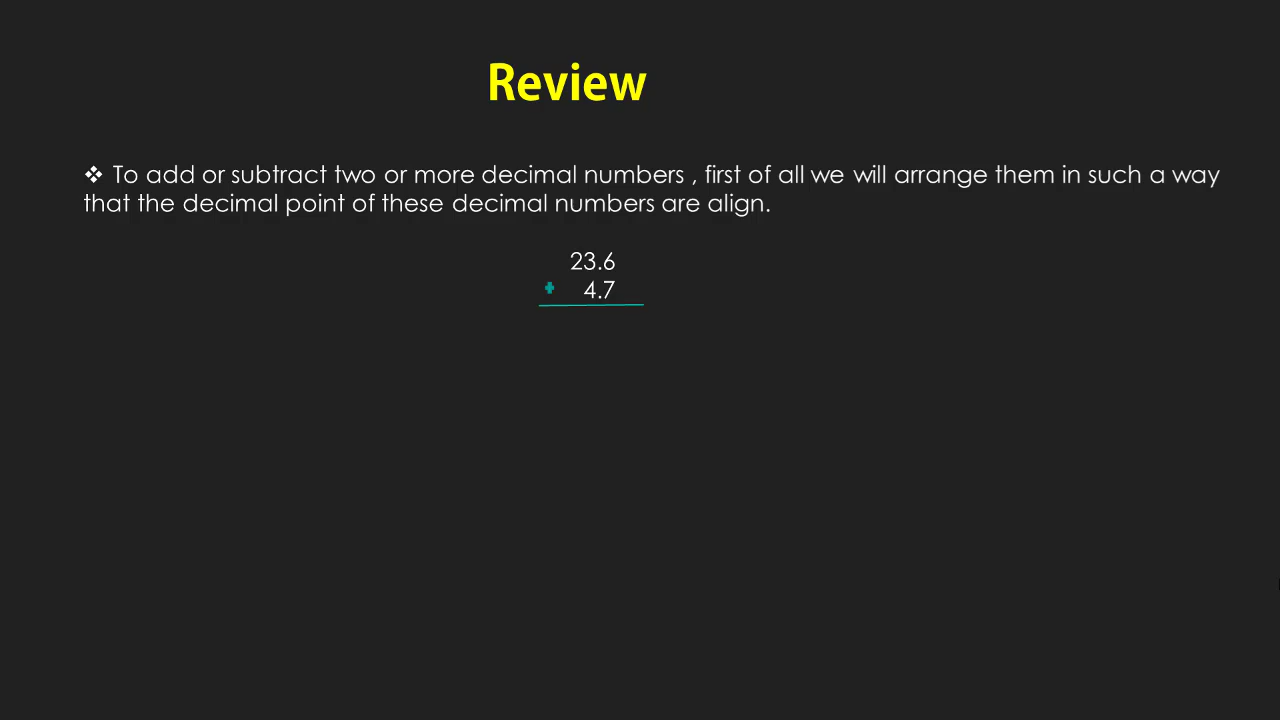 Review
❖ To add or subtract two or more decimal numbers , first of all we will arrange them in such a way
that the decimal point of these decimal numbers are align.
23.6
+ 4.7